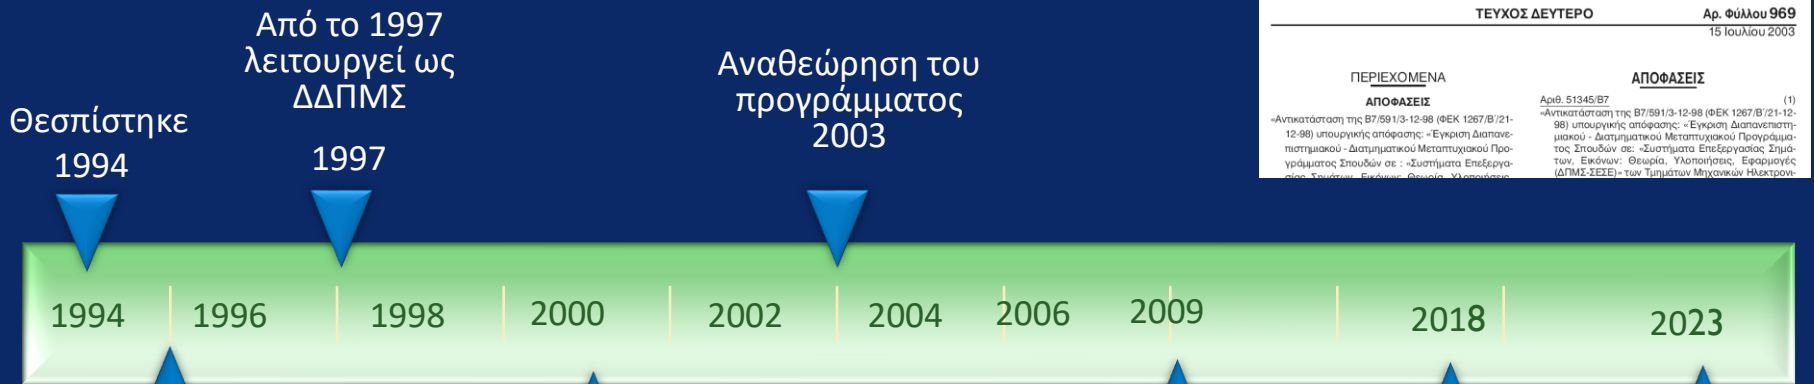 Θεσπίστηκε
1994
Από το 1997
λειτουργεί ως
ΔΔΠΜΣ
1997
Αναθεώρηση του
προγράμματος
2003
ΤΕΥΧΟΣ ΔΕΥΤΕΡΟ
Αρ. Φύλλου 969
15 Ιουλίου 2003
ΠΕΡΙΕΧΟΜΕΝΑ
ΑΠΟΦΑΣΕΙΣ
«Αντικατάσταση της Β7/591/3-12-98 (ΦΕΚ 1267/Β΄/21-
12-98) υπουργικής απόφασης: «Έγκριση Διαπανε-
πιστημιακού - Διατμηματικού Μεταπτυχιακού Προ-
γράμματος Σπουδών σε : «Συστήματα Επεξεργα-
σίας Σημάτων, Εικόνων: Θεωρία, Υλοποιήσεις,
ΑΠΟΦΑΣΕΙΣ
Αριθ. 51345/Β7 (1)
«Αντικατάσταση της Β7/591/3-12-98 (ΦΕΚ 1267/Β΄/21-12-
98) υπουργικής απόφασης: «Έγκριση Διαπανεπιστη-
μιακού - Διατμηματικού Μεταπτυχιακού Προγράμμα-
τος Σπουδών σε: «Συστήματα Επεξεργασίας Σημά-
των, Εικόνων: Θεωρία, Υλοποιήσεις, Εφαρμογές
(ΔΠΜΣ-ΣΕΣΕ)» των Τμημάτων Μηχανικών Ηλεκτρονι-
1994 1996 1998 2000 2002 2004 2006 2009 2018 2023